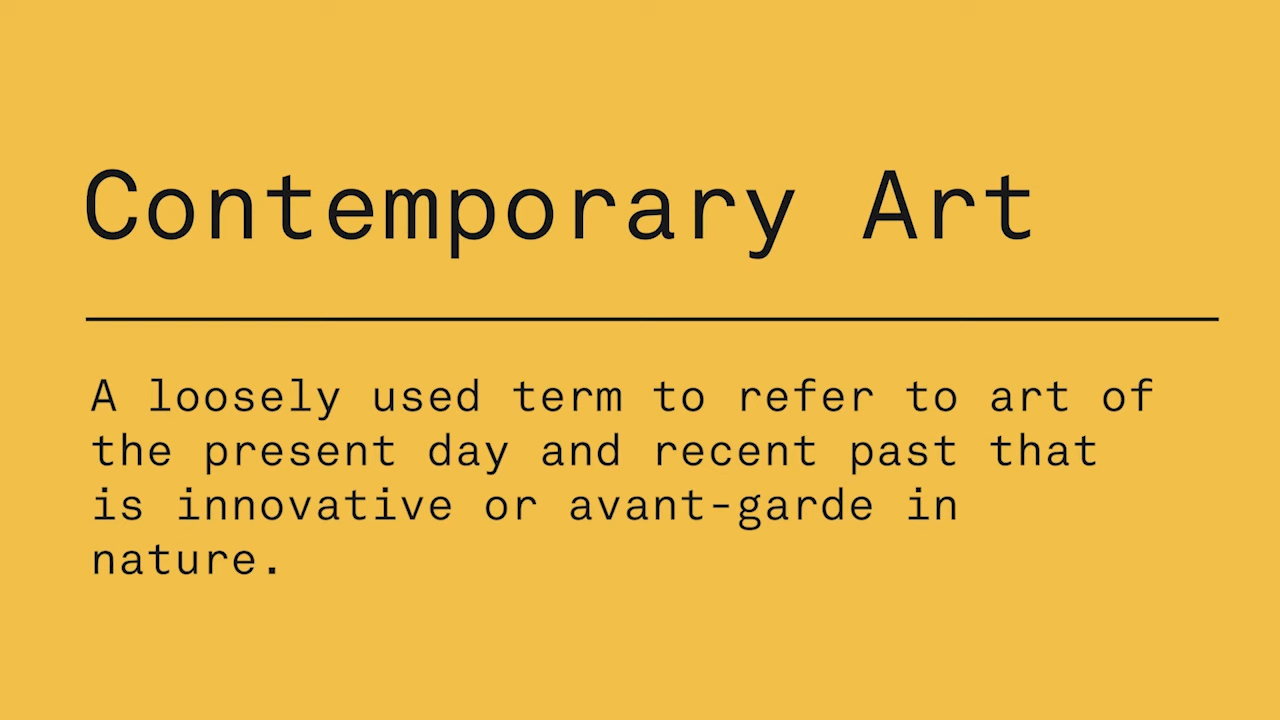 Contemporary Art
A loosely used term to refer to art of
the present day and recent past that
is innovative or avant-garde in
nature.